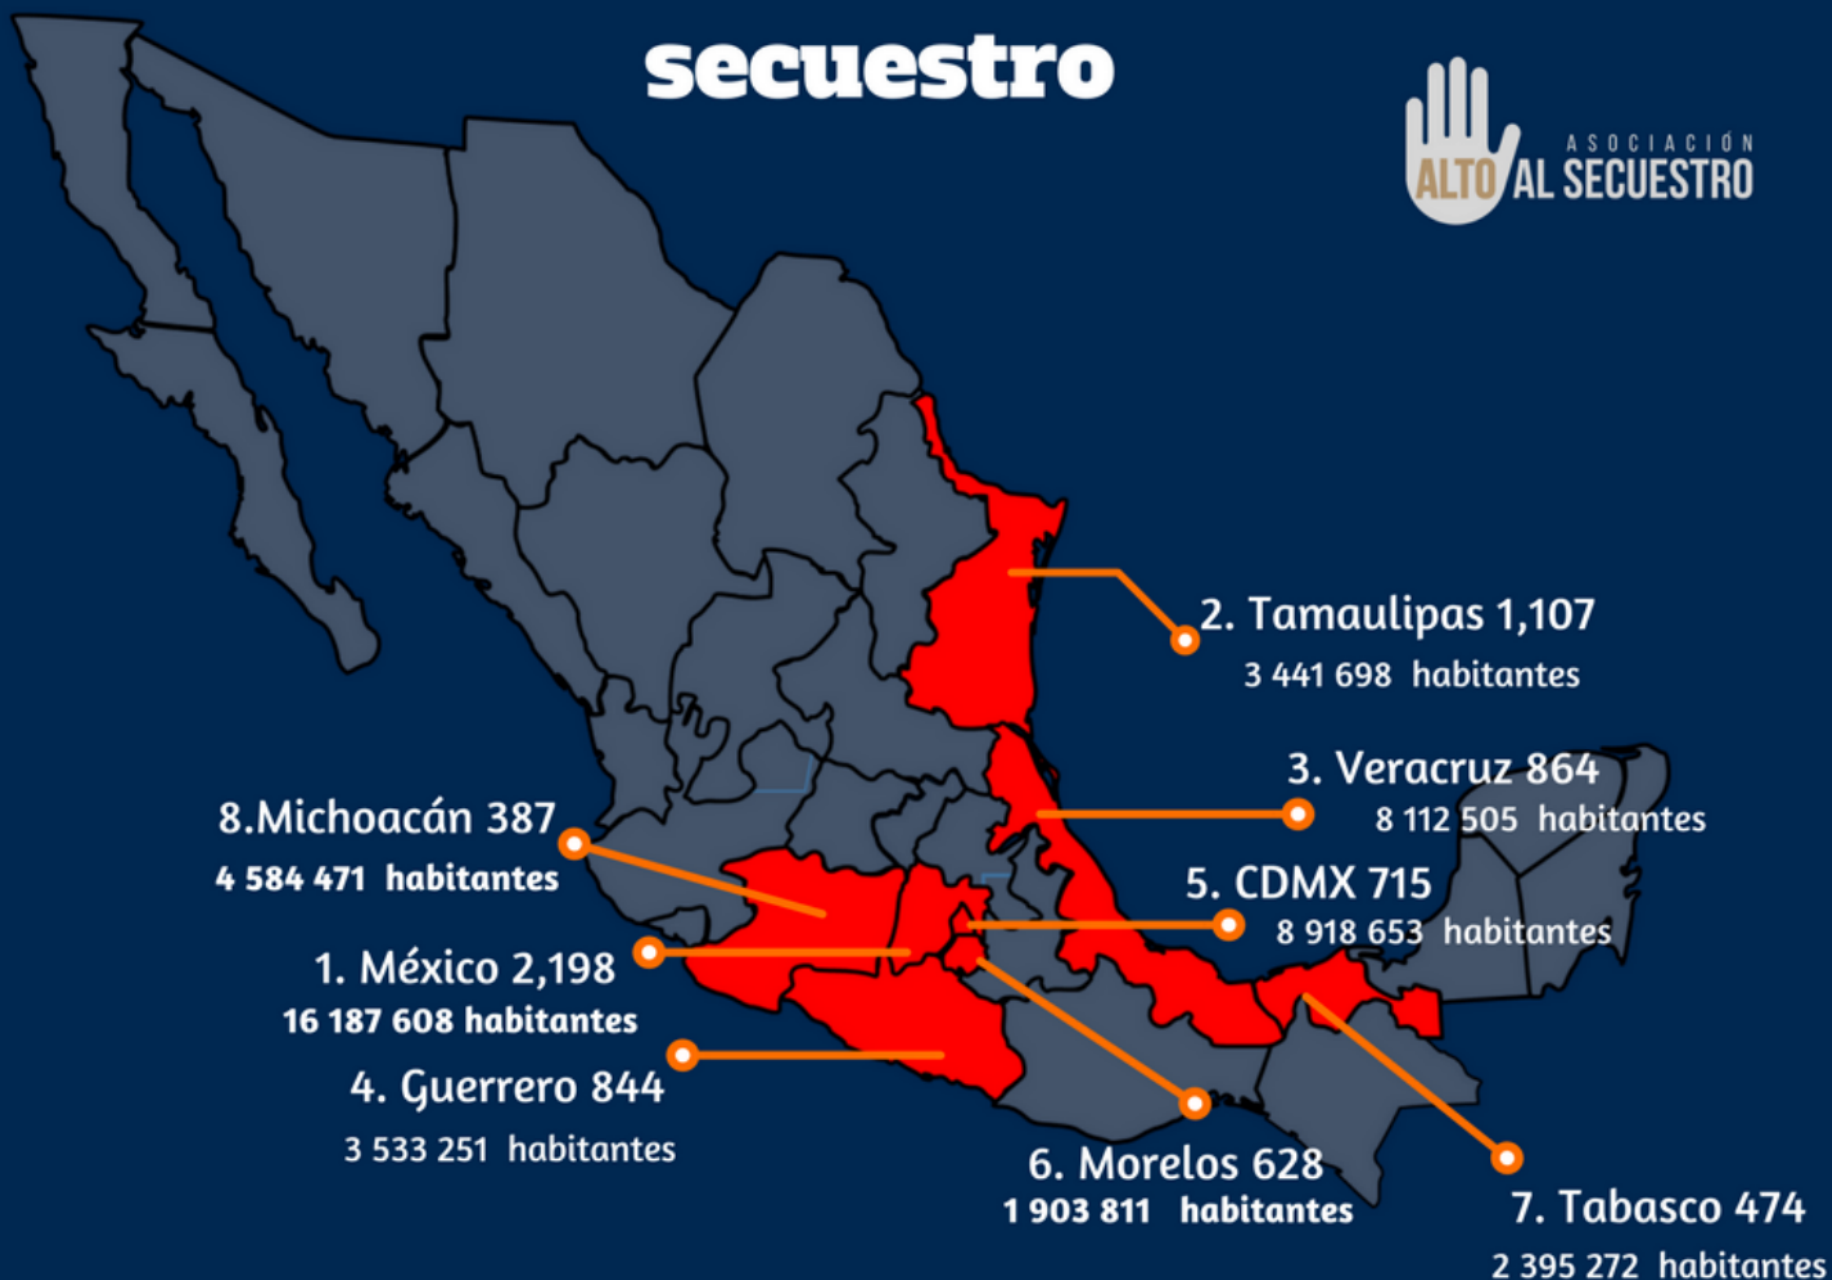 secuestro
ASOCIACIÓN
ALTO AL SECUESTRO
2. Tamaulipas 1,107
3 441 698 habitantes
3. Veracruz 864
8 112 505 habitantes
8.Michoacán 387
4 584 471 habitantes
5. CDMX 715
8 918 653 habitantes
1. México 2,198
16 187 608 habitantes
4. Guerrero 844
3 533 251 habitantes
6. Morelos 628
1 903 811 habitantes
7. Tabasco 474
2 395 272 habitantes